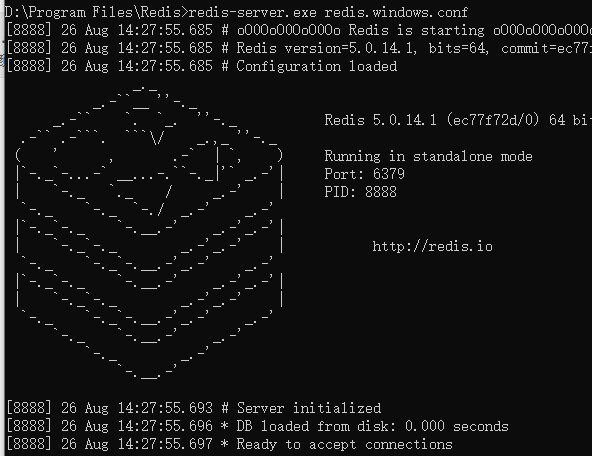 D:\Program Files\Redis>redis-server.exe redis.windows.conf
[8888] 26 Aug 14:27:55.685 # oO0OoO0OoO0Oo Redis is starting oO0OoO0OoO0O
[8888] 26 Aug 14:27:55.685 # Redis version=5.0.14.1, bits=64, commit=ec77f
[8888] 26 Aug 14:27:55.685 # Configuration loaded
Redis 5.0.14.1 (ec77f72d/0) 64 bit
Running in standalone mode
Port: 6379
PID: 8888
http://redis.io
[8888] 26 Aug 14:27:55.693 # Server initialized
[8888] 26 Aug 14:27:55.696 * DB loaded from disk: 0.000 seconds
[8888] 26 Aug 14:27:55.697 * Ready to accept connections